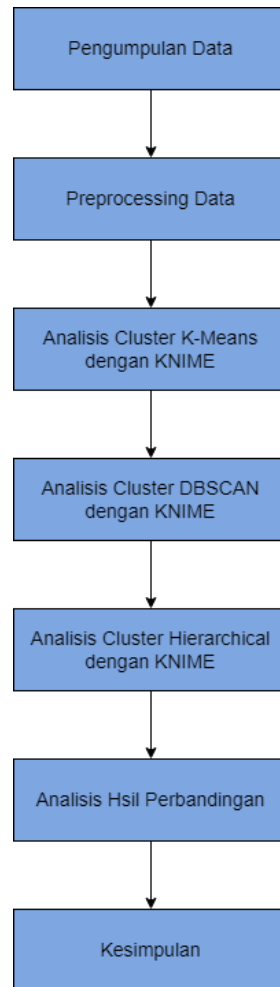 Pengumpulan Data
Preprocessing Data
Analisis Cluster K-Means
dengan KNIME
Analisis Cluster DBSCAN
dengan KNIME
Analisis Cluster Hierarchical
dengan KNIME
Analisis Hsil Perbandingan
Kesimpulan